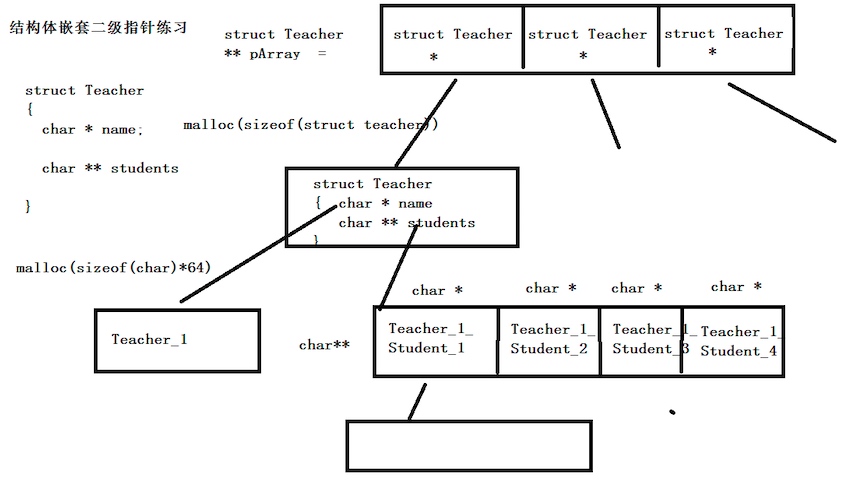 结构体嵌套二级指针练习
struct Teacher
** pArray =
struct Teacher
*
struct Teacher
*
struct Teacher
*
struct Teacher
{
char * name;
char ** students
}
malloc(sizeof(struct teacher))
struct Teacher
{ char * name
char ** students
}
malloc(sizeof(char)*64)
Teacher_1
char**
char *
char *
char *
char *
Teacher_1_
Student_1
Teacher_1_
Student_2
Teacher_1_
Student_3
Teacher_1_
Student_4